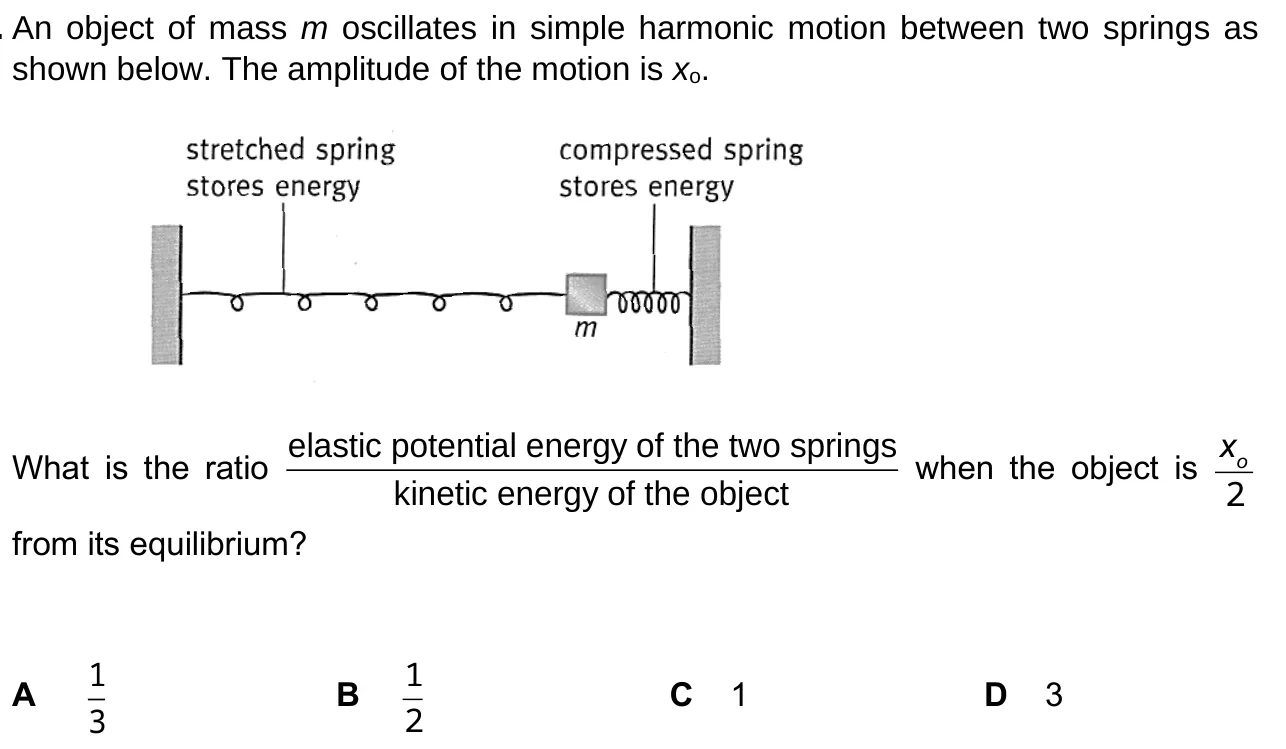 . An object of mass m oscillates in simple harmonic motion between two springs as
shown below. The amplitude of the motion is xo.
stretched spring
stores energy
compressed spring
stores energy
m
What is the ratio elastic potential energy of the two springs / kinetic energy of the object when the object is xo / 2
from its equilibrium?
A 1/3 B 1/2 C 1 D 3